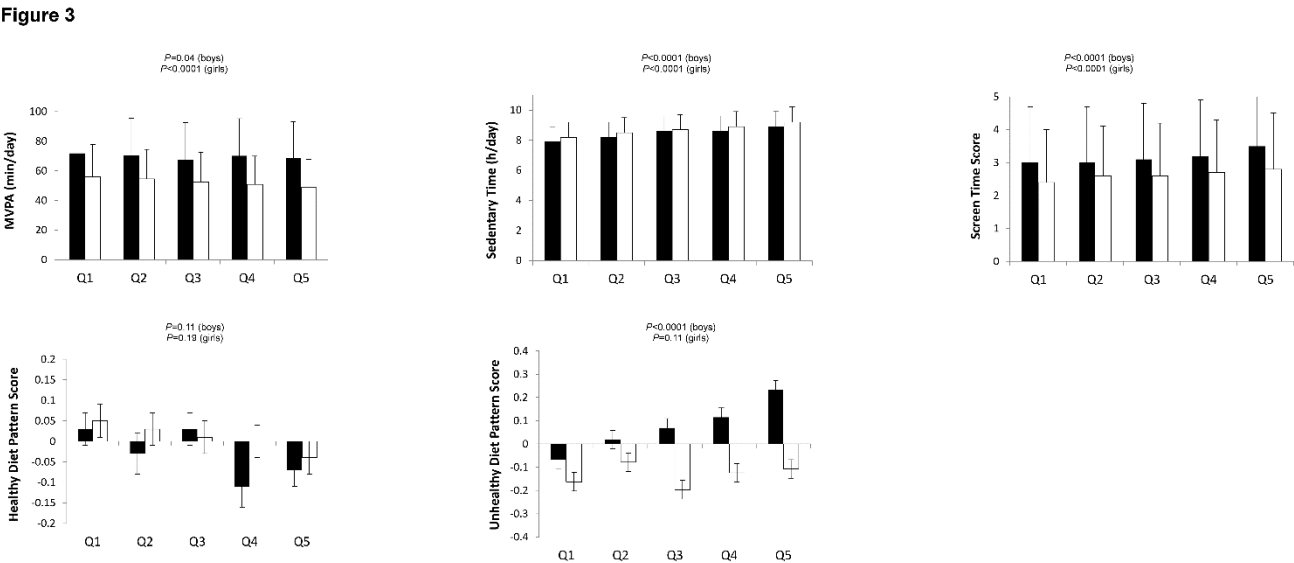 Figure 3
P=0.04 (boys)
P<0.0001 (girls)
MVPA (min/day)
100
80
60
40
20
0
Q1 Q2 Q3 Q4 Q5
P<0.0001 (boys)
P<0.0001 (girls)
Sedentary Time (h/day)
10
8
6
4
2
0
Q1 Q2 Q3 Q4 Q5
P<0.0001 (boys)
P<0.0001 (girls)
Screen Time Score
5
4
3
2
1
0
Q1 Q2 Q3 Q4 Q5
P=0.11 (boys)
P=0.19 (girls)
Healthy Diet Pattern Score
0.2
0.15
0.1
0.05
0
-0.05
-0.1
-0.15
-0.2
Q1 Q2 Q3 Q4 Q5
P<0.0001 (boys)
P=0.11 (girls)
Unhealthy Diet Pattern Score
0.4
0.3
0.2
0.1
0
-0.1
-0.2
-0.3
-0.4
Q1 Q2 Q3 Q4 Q5